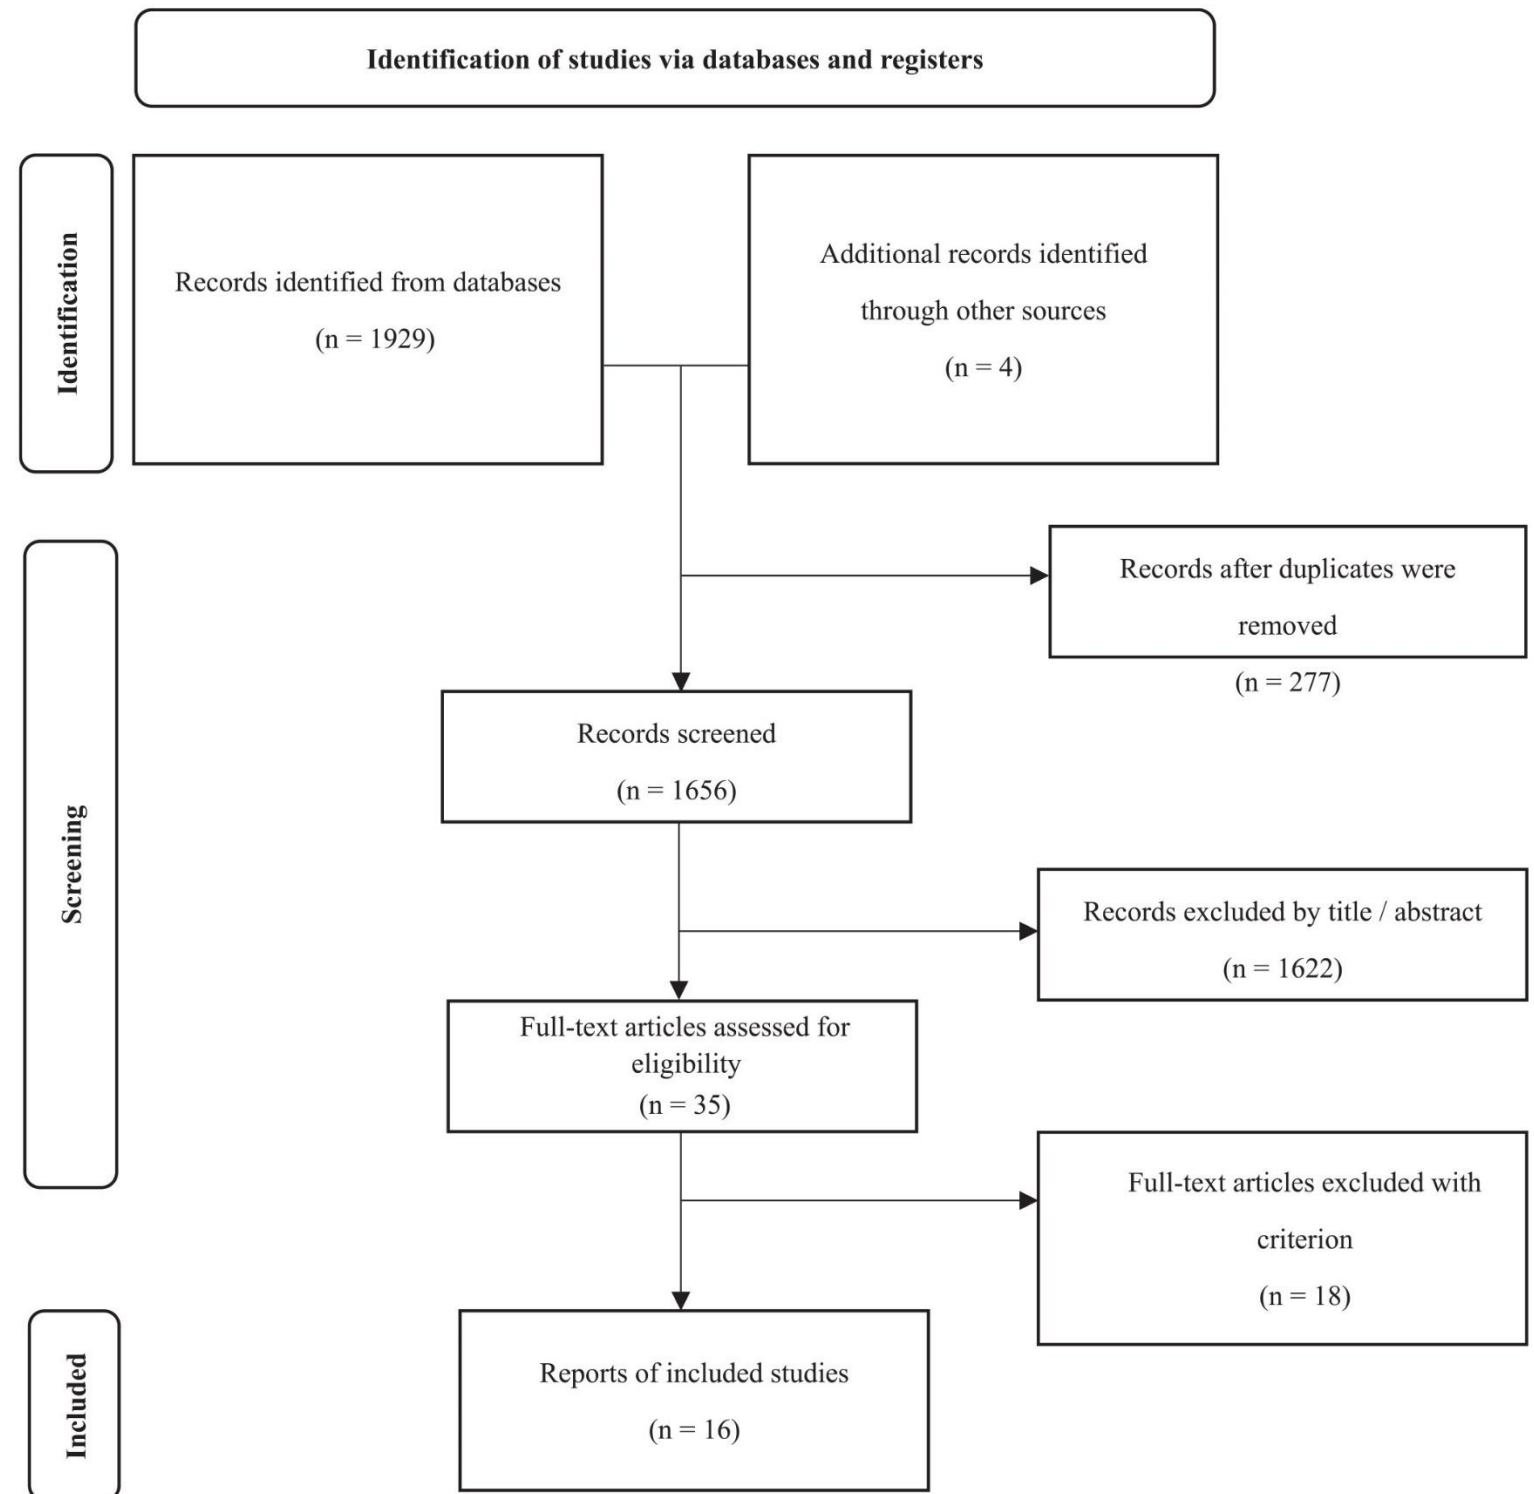 Identification of studies via databases and registers
Identification
Records identified from databases
(n = 1929)
Additional records identified
through other sources
(n = 4)
Screening
Records after duplicates were
removed
(n = 277)
Records screened
(n = 1656)
Records excluded by title / abstract
(n = 1622)
Full-text articles assessed for
eligibility
(n = 35)
Full-text articles excluded with
criterion
(n = 18)
Included
Reports of included studies
(n = 16)